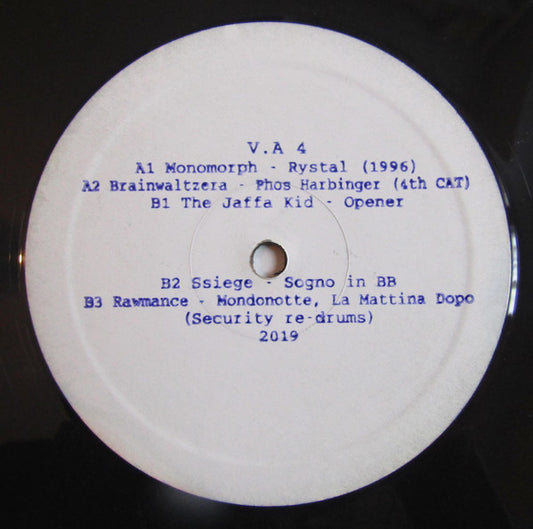 V.A 4
A1 Monomorph - Rystal (1996)
A2 Brainwaltzera - Phos Harbinger (4th CAT)
B1 The Jaffa Kid - Opener
B2 Ssiege - Sogno in BB
B3 Rawmance - Mondonotte, La Mattina Dopo
(Security re-drums)
2019